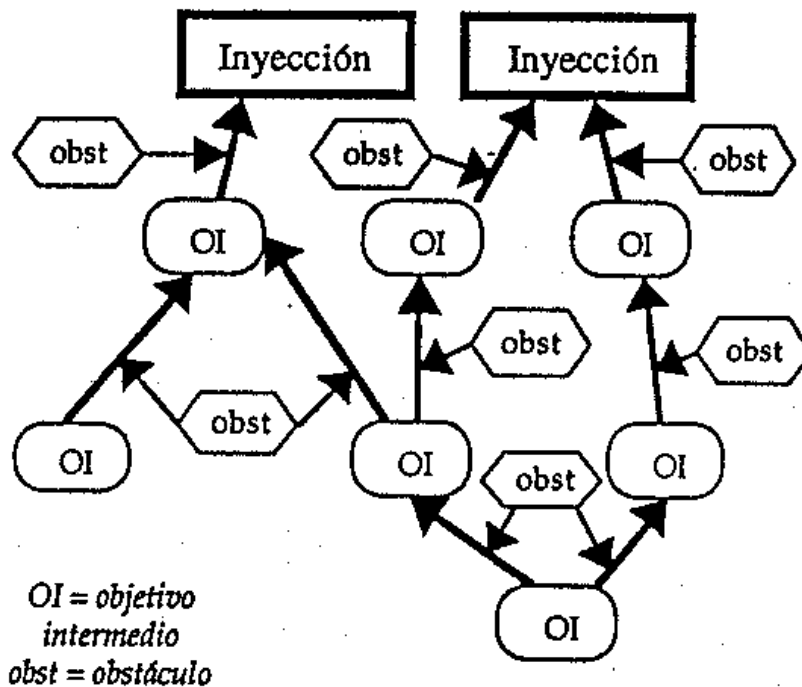 Inyección Inyección
obst obst obst
OI OI OI
obst obst
obst
OI OI OI
obst
OI
OI = objetivo
intermedio
obst = obstáculo